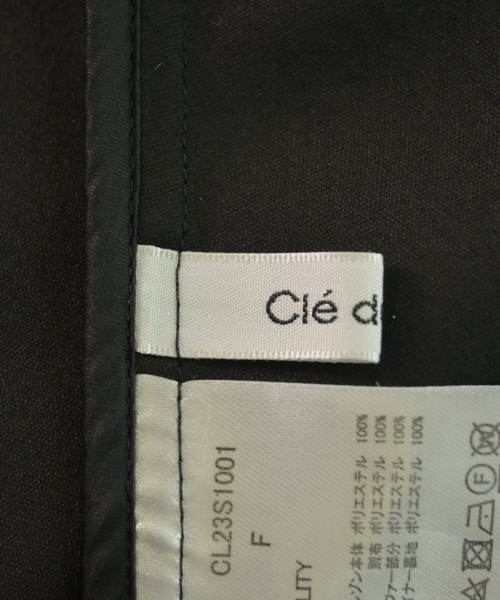 Clé d
CL23S1001
F
LITY
ゾン本体 ポリエステル 100%
別布 ポリエステル 100%
ファー部分 ポリエステル 100%
イナー裏地 ポリエステル 100%
F